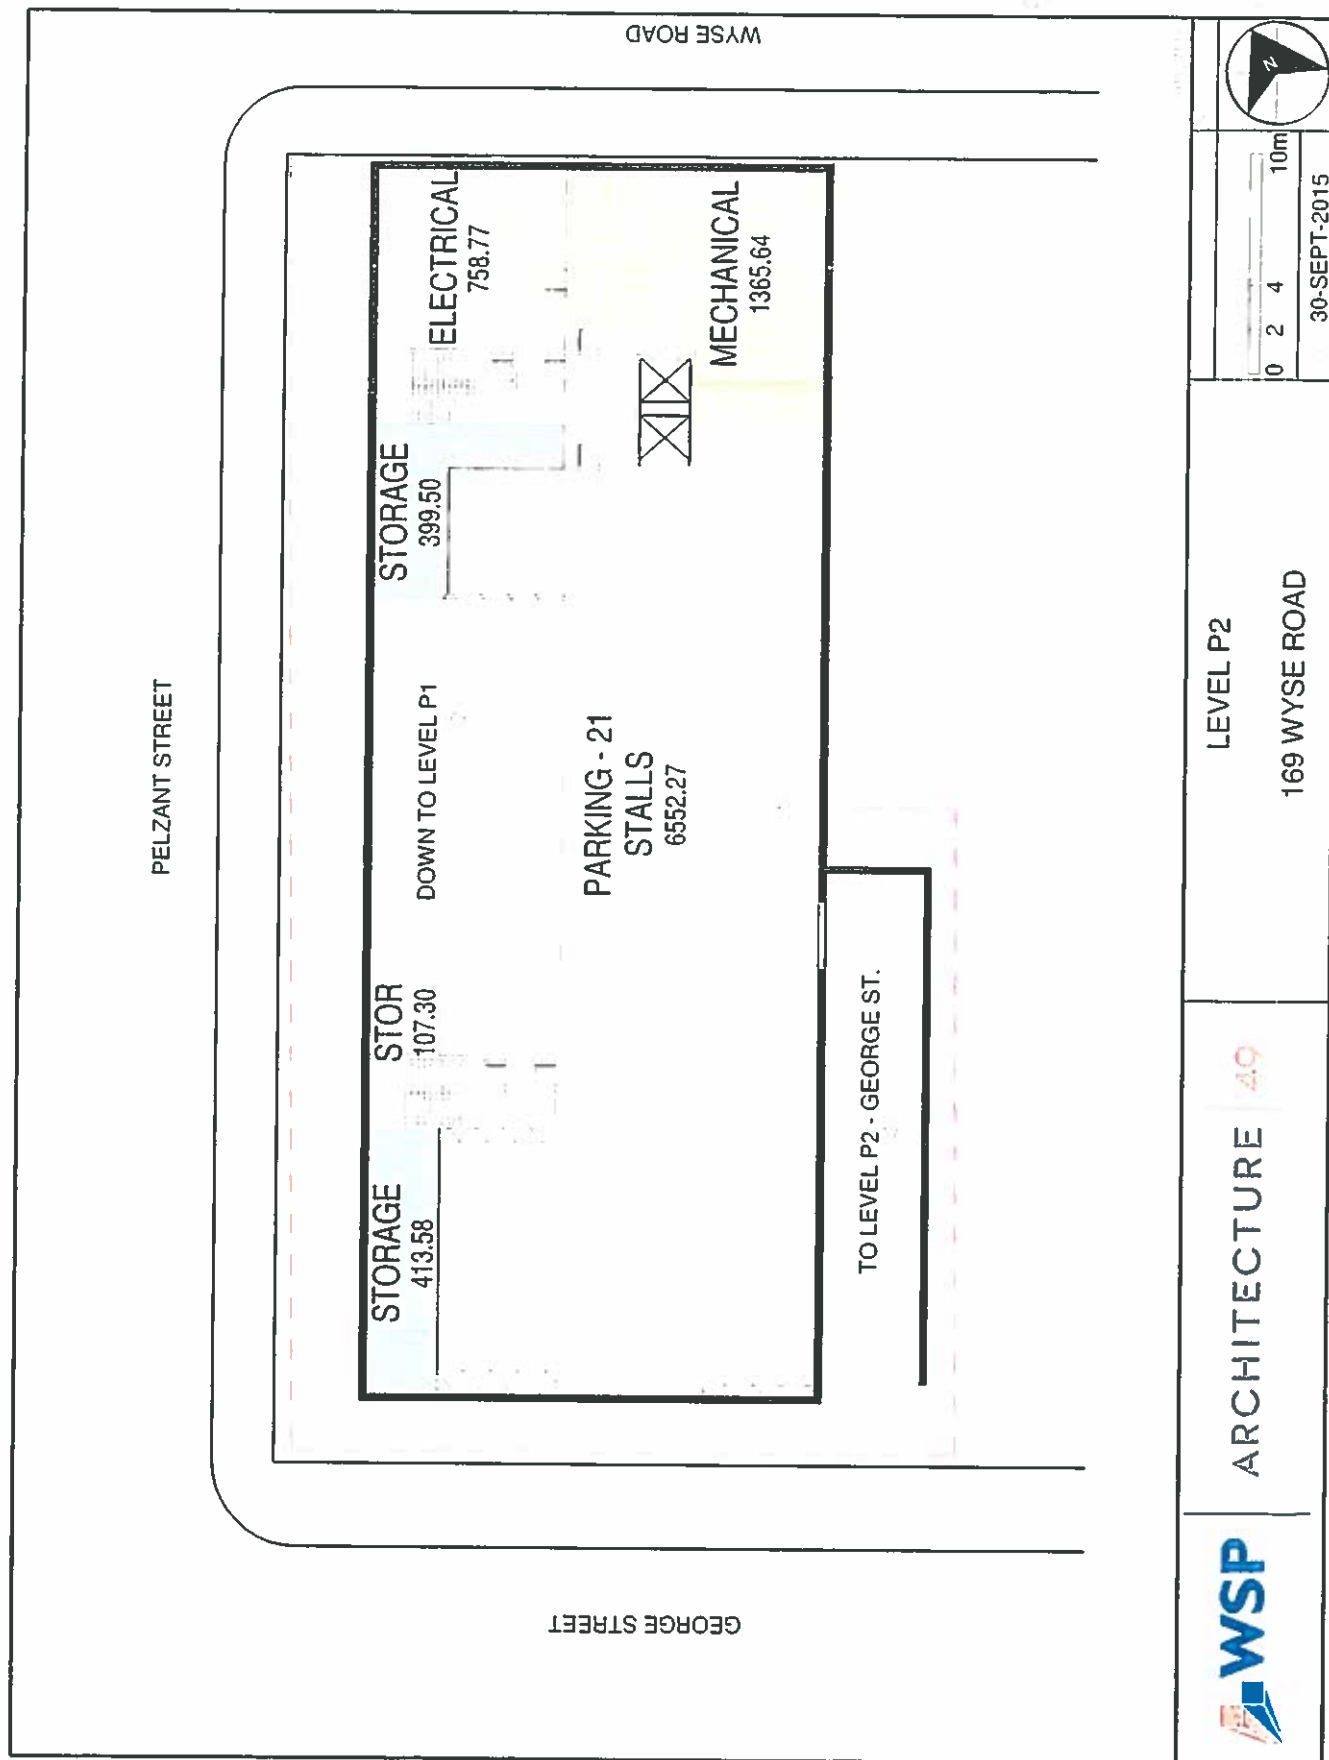 PELZANT STREET
GEORGE STREET
WYSE ROAD
STORAGE
413.58
STOR
107.30
DOWN TO LEVEL P1
STORAGE
399.50
ELECTRICAL
758.77
PARKING - 21
STALLS
6552.27
MECHANICAL
1365.64
TO LEVEL P2 - GEORGE ST.
WSP
ARCHITECTURE 49
LEVEL P2
169 WYSE ROAD
0 2 4 10m
30-SEPT-2015
N